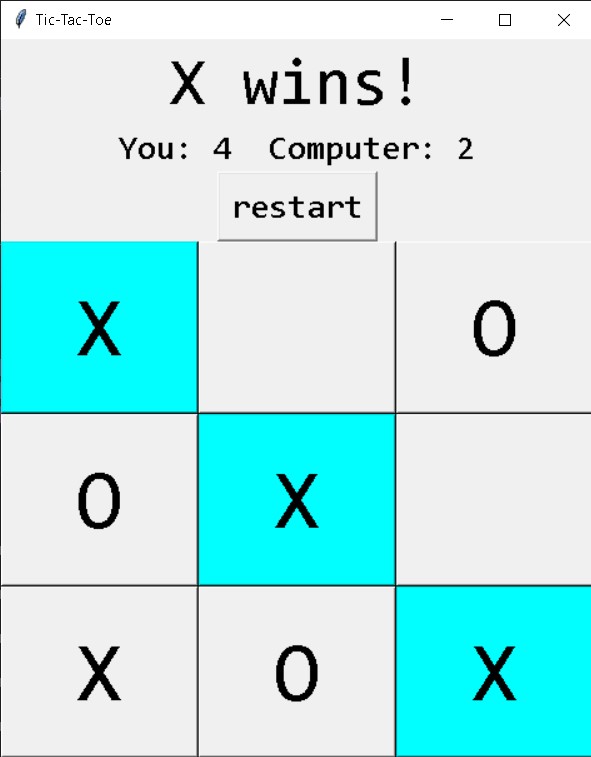 Tic-Tac-Toe
X wins!
You: 4 Computer: 2
restart
X O
O X
X O X